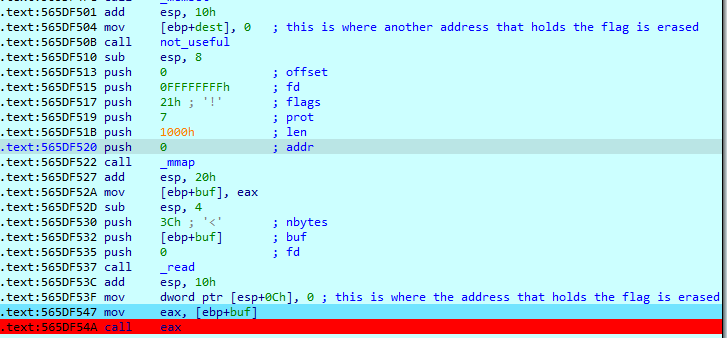 .text:565DF501 add esp, 10h
.text:565DF504 mov [ebp+dest], 0 ; this is where another address that holds the flag is erased
.text:565DF50B call not_useful
.text:565DF510 sub esp, 8
.text:565DF513 push 0 ; offset
.text:565DF515 push 0FFFFFFFFh ; fd
.text:565DF517 push 21h ; '!' ; flags
.text:565DF519 push 7 ; prot
.text:565DF51B push 1000h ; len
.text:565DF520 push 0 ; addr
.text:565DF522 call _mmap
.text:565DF527 add esp, 20h
.text:565DF52A mov [ebp+buf], eax
.text:565DF52D sub esp, 4
.text:565DF530 push 3Ch ; '<' ; nbytes
.text:565DF532 push [ebp+buf] ; buf
.text:565DF535 push 0 ; fd
.text:565DF537 call _read
.text:565DF53C add esp, 10h
.text:565DF53F mov dword ptr [esp+0Ch], 0 ; this is where the address that holds the flag is erased
.text:565DF547 mov eax, [ebp+buf]
.text:565DF54A call eax